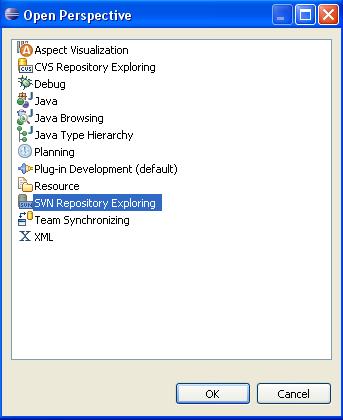 Open Perspective
Aspect Visualization
CVS Repository Exploring
Debug
Java
Java Browsing
Java Type Hierarchy
Planning
Plug-in Development (default)
Resource
SVN Repository Exploring
Team Synchronizing
XML
OK
Cancel